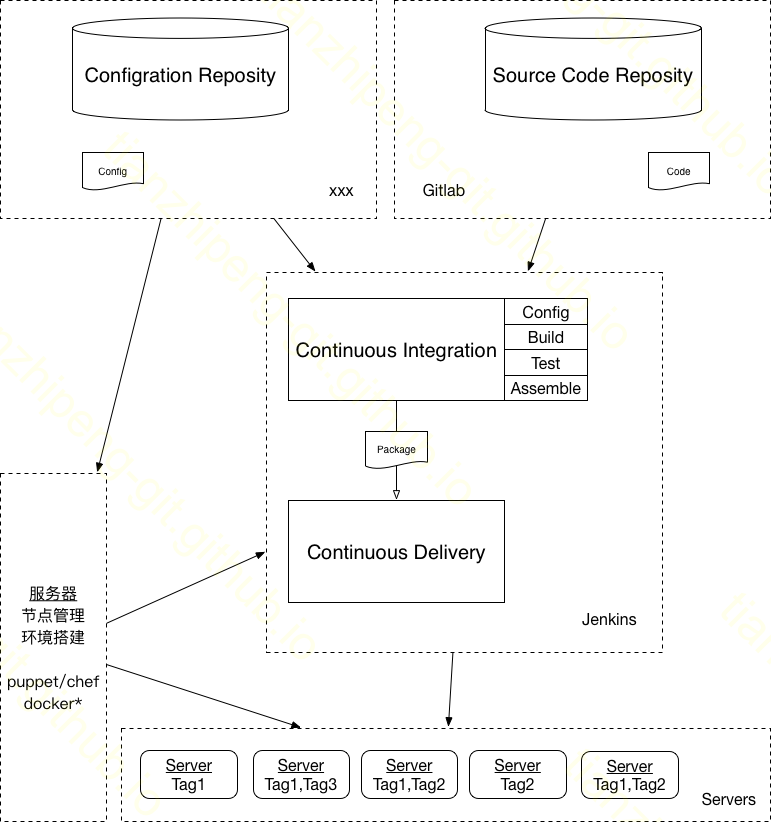 Configration Reposity
Source Code Reposity
Config
Code
xxx
Gitlab
Continuous Integration
Config
Build
Test
Assemble
Package
Continuous Delivery
Jenkins
服务器
节点管理
环境搭建
puppet/chef
docker*
Server
Tag1
Server
Tag1,Tag3
Server
Tag1,Tag2
Server
Tag2
Server
Tag1,Tag2
Servers